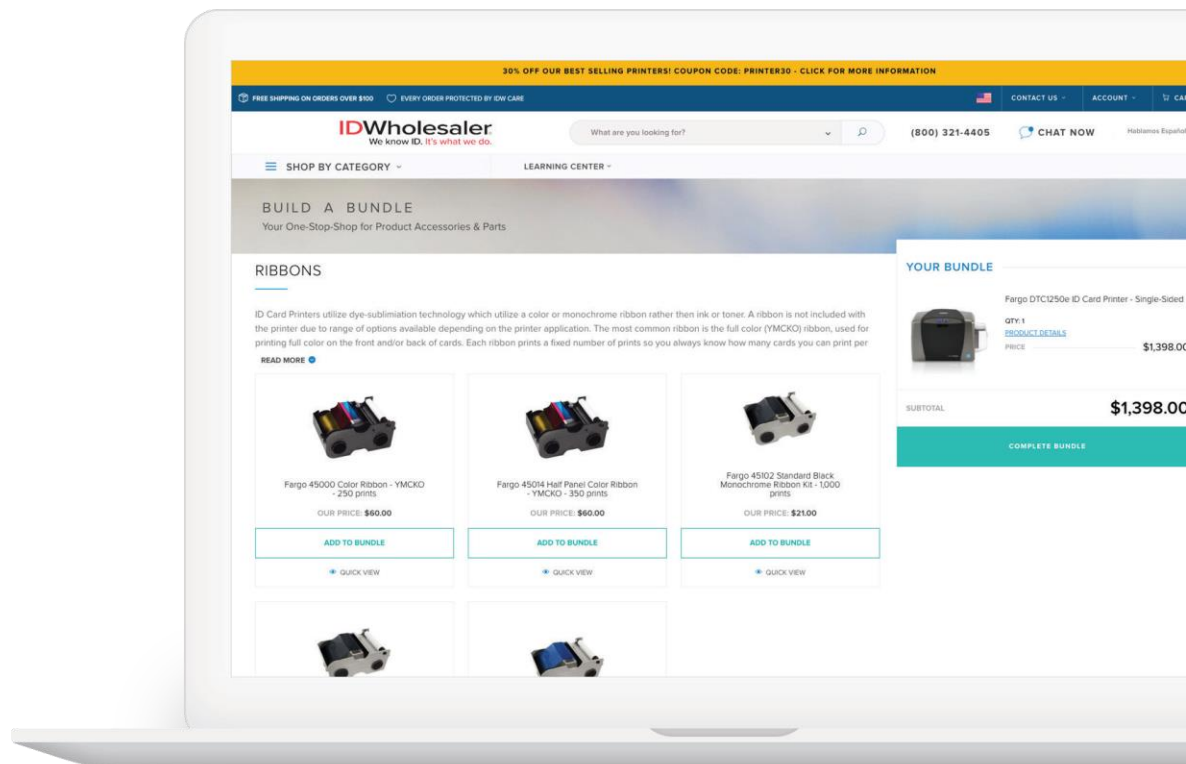 30% OFF OUR BEST SELLING PRINTERS! COUPON CODE: PRINTER30 - CLICK FOR MORE INFORMATION
FREE SHIPPING ON ORDERS OVER $100 EVERY ORDER PROTECTED BY IDW CARE CONTACT US ACCOUNT
IDWholesaler
We know ID. It's what we do.
What are you looking for?
(800) 321-4405 CHAT NOW Hablamos Español
SHOP BY CATEGORY LEARNING CENTER
BUILD A BUNDLE
Your One-Stop-Shop for Product Accessories & Parts
RIBBONS
ID Card Printers utilize dye-sublimiation technology which utilize a color or monochrome ribbon rather then ink or toner. A ribbon is not included with
the printer due to range of options available depending on the printer application. The most common ribbon is the full color (YMCKO) ribbon, used for
printing full color on the front and/or back of cards. Each ribbon prints a fixed number of prints so you always know how many cards you can print per
READ MORE
Fargo 45000 Color Ribbon - YMCKO
- 250 prints
OUR PRICE: $60.00
ADD TO BUNDLE
QUICK VIEW
Fargo 45014 Half Panel Color Ribbon
- YMCKO - 350 prints
OUR PRICE: $60.00
ADD TO BUNDLE
QUICK VIEW
Fargo 45102 Standard Black
Monochrome Ribbon Kit - 1,000
prints
OUR PRICE: $21.00
ADD TO BUNDLE
QUICK VIEW
YOUR BUNDLE
Fargo DTC1250e ID Card Printer - Single-Sided
QTY: 1
PRODUCT DETAILS
PRICE $1,398.00
SUBTOTAL $1,398.00
COMPLETE BUNDLE